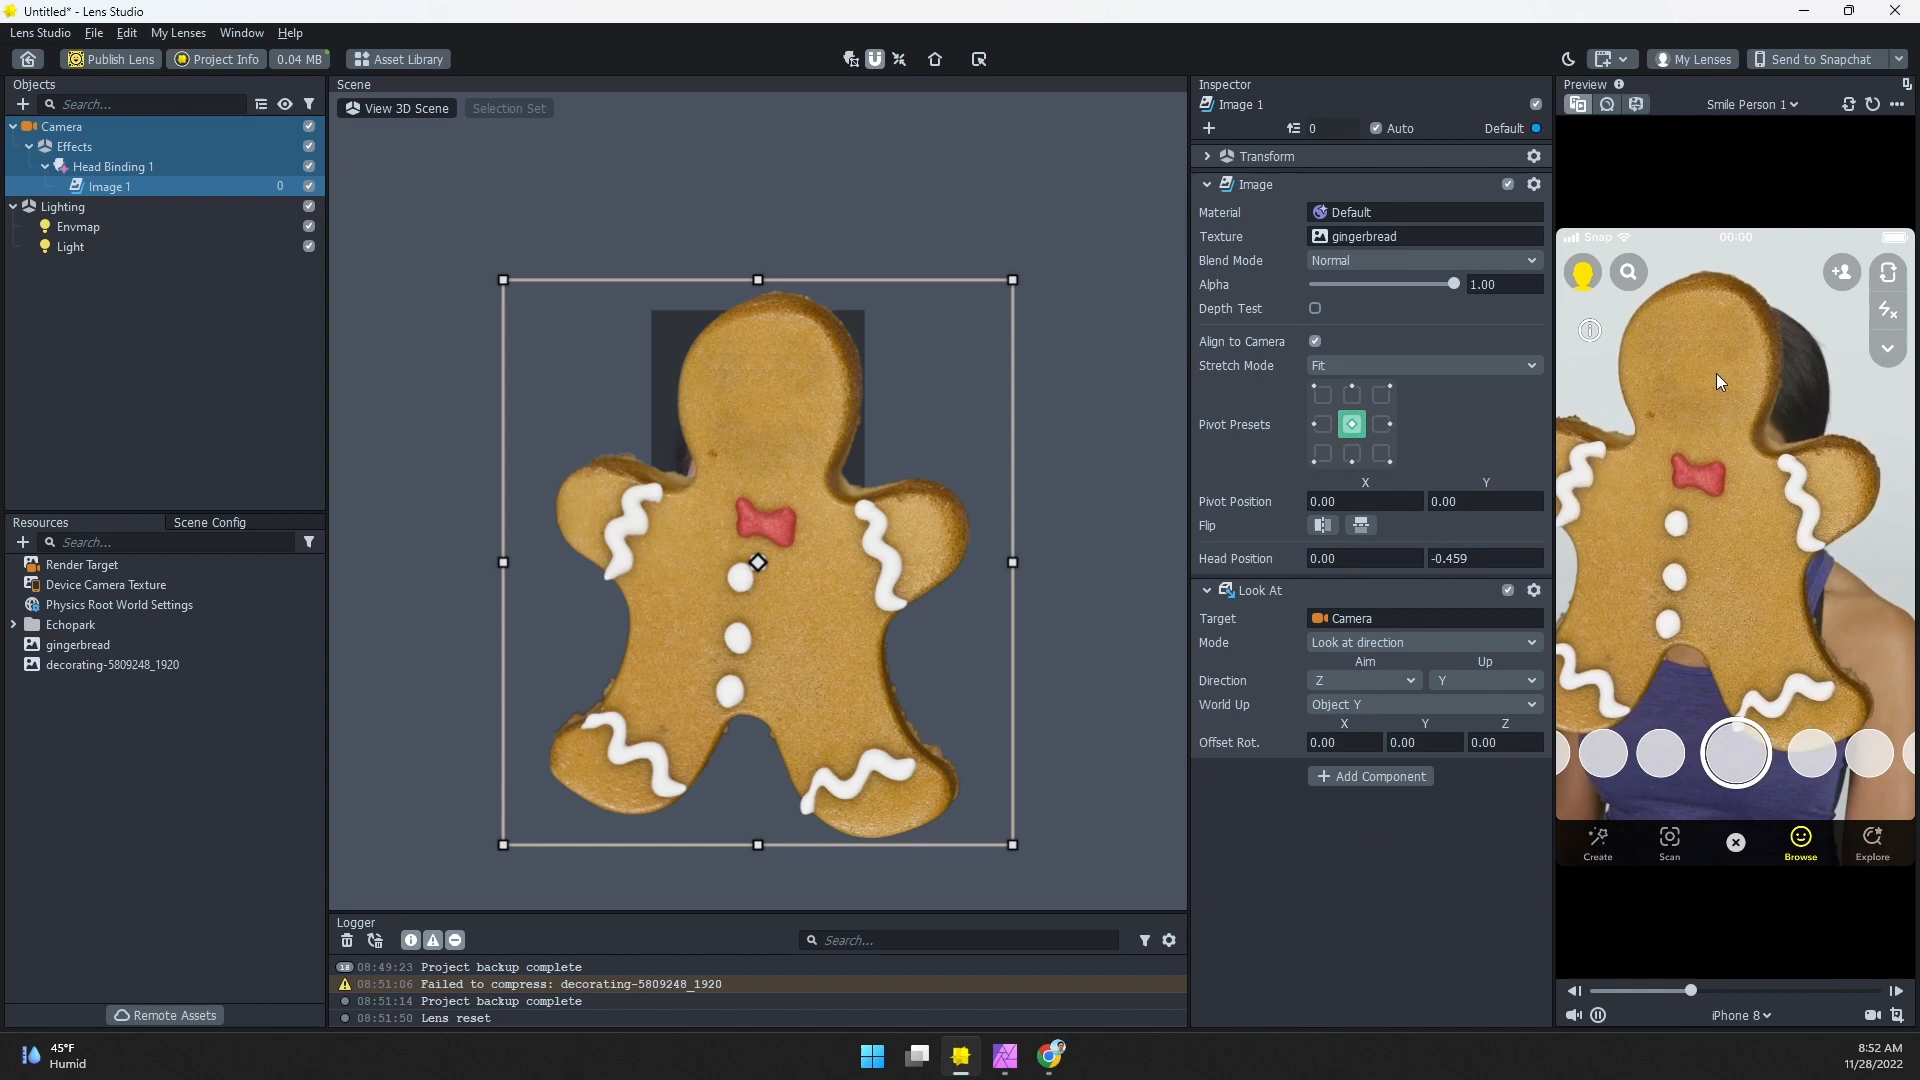 Untitled* - Lens Studio
Lens Studio File Edit My Lenses Window Help
Publish Lens Project Info 0.04 MB Asset Library My Lenses Send to Snapchat
Objects
Search...
Camera
Effects
Head Binding 1
Image 1 0
Lighting
Envmap
Light
Resources Scene Config
Search...
Render Target
Device Camera Texture
Physics Root World Settings
Echopark
gingerbread
decorating-5809248_1920
Remote Assets
Scene
View 3D Scene Selection Set
Logger
Search...
18 08:49:23 Project backup complete
08:51:06 Failed to compress: decorating-5809248_1920
08:51:14 Project backup complete
08:51:50 Lens reset
Inspector
Image 1
0 Auto Default
Transform
Image
Material Default
Texture gingerbread
Blend Mode Normal
Alpha 1.00
Depth Test
Align to Camera
Stretch Mode Fit
Pivot Presets
X Y
Pivot Position 0.00 0.00
Flip
Head Position 0.00 -0.459
Look At
Target Camera
Mode Look at direction
Aim Up
Direction Z Y
World Up Object Y
X Y Z
Offset Rot. 0.00 0.00 0.00
Add Component
Preview
Smile Person 1
Snap 00:00
Create Scan Browse Explore
iPhone 8
45°F
Humid
8:52 AM
11/28/2022